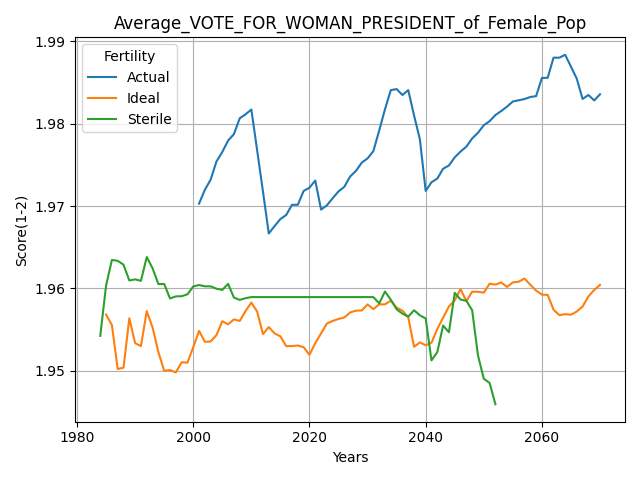 Average_VOTE_FOR_WOMAN_PRESIDENT_of_Female_Pop
Fertility
Actual
Ideal
Sterile
Score(1-2)
1.99
1.98
1.97
1.96
1.95
1980
2000
2020
2040
2060
Years